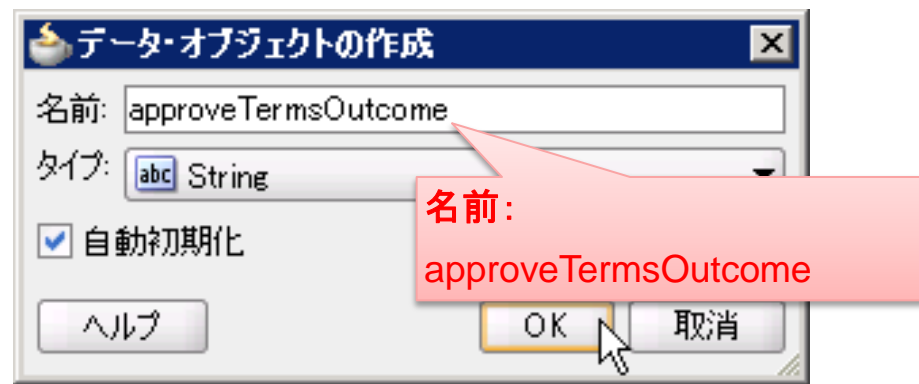 データ・オブジェクトの作成
名前: approveTermsOutcome
タイプ: abc String
名前:
approveTermsOutcome
自動初期化
ヘルプ OK 取消